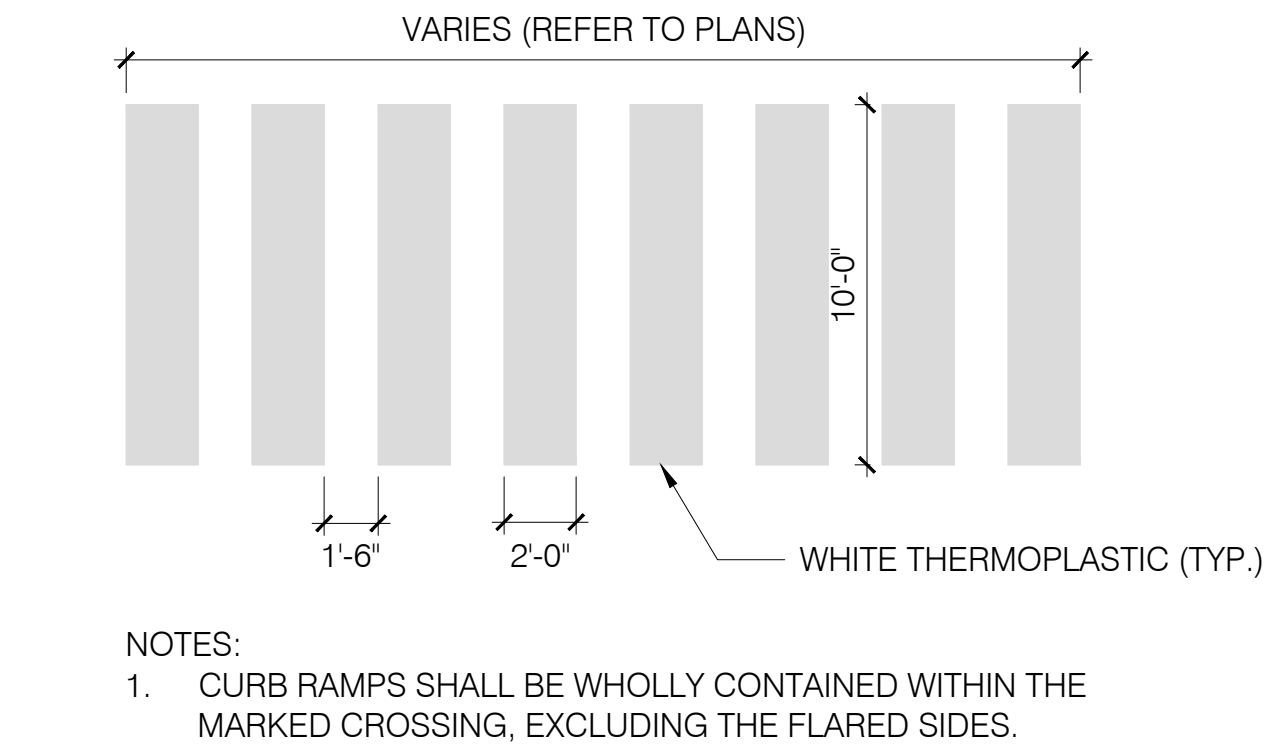 VARIES (REFER TO PLANS)
10'-0"
1'-6"
2'-0"
WHITE THERMOPLASTIC (TYP.)
NOTES:
1. CURB RAMPS SHALL BE WHOLLY CONTAINED WITHIN THE
MARKED CROSSING, EXCLUDING THE FLARED SIDES.